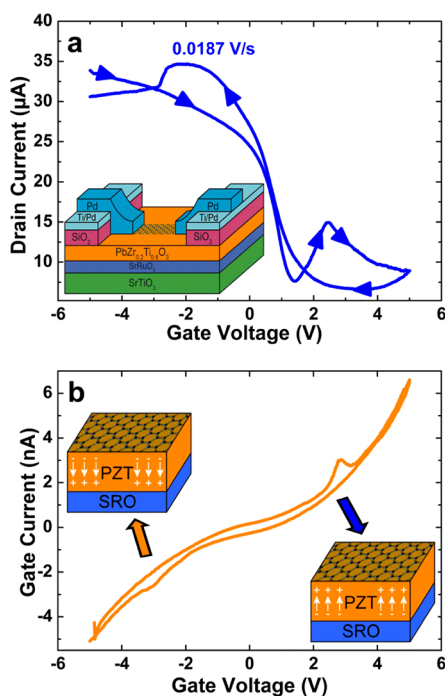 a
0.0187 V/s
Drain Current (µA)
40
35
30
25
20
15
10
Pd
Ti/Pd
SiO2
Pd
Ti/Pd
SiO2
PbZr0.2Ti0.8O3
SrRuO3
SrTiO3
-6 -4 -2 0 2 4 6
Gate Voltage (V)
b
Gate Current (nA)
6
4
2
0
-2
-4
PZT
SRO
PZT
SRO
-6 -4 -2 0 2 4 6
Gate Voltage (V)